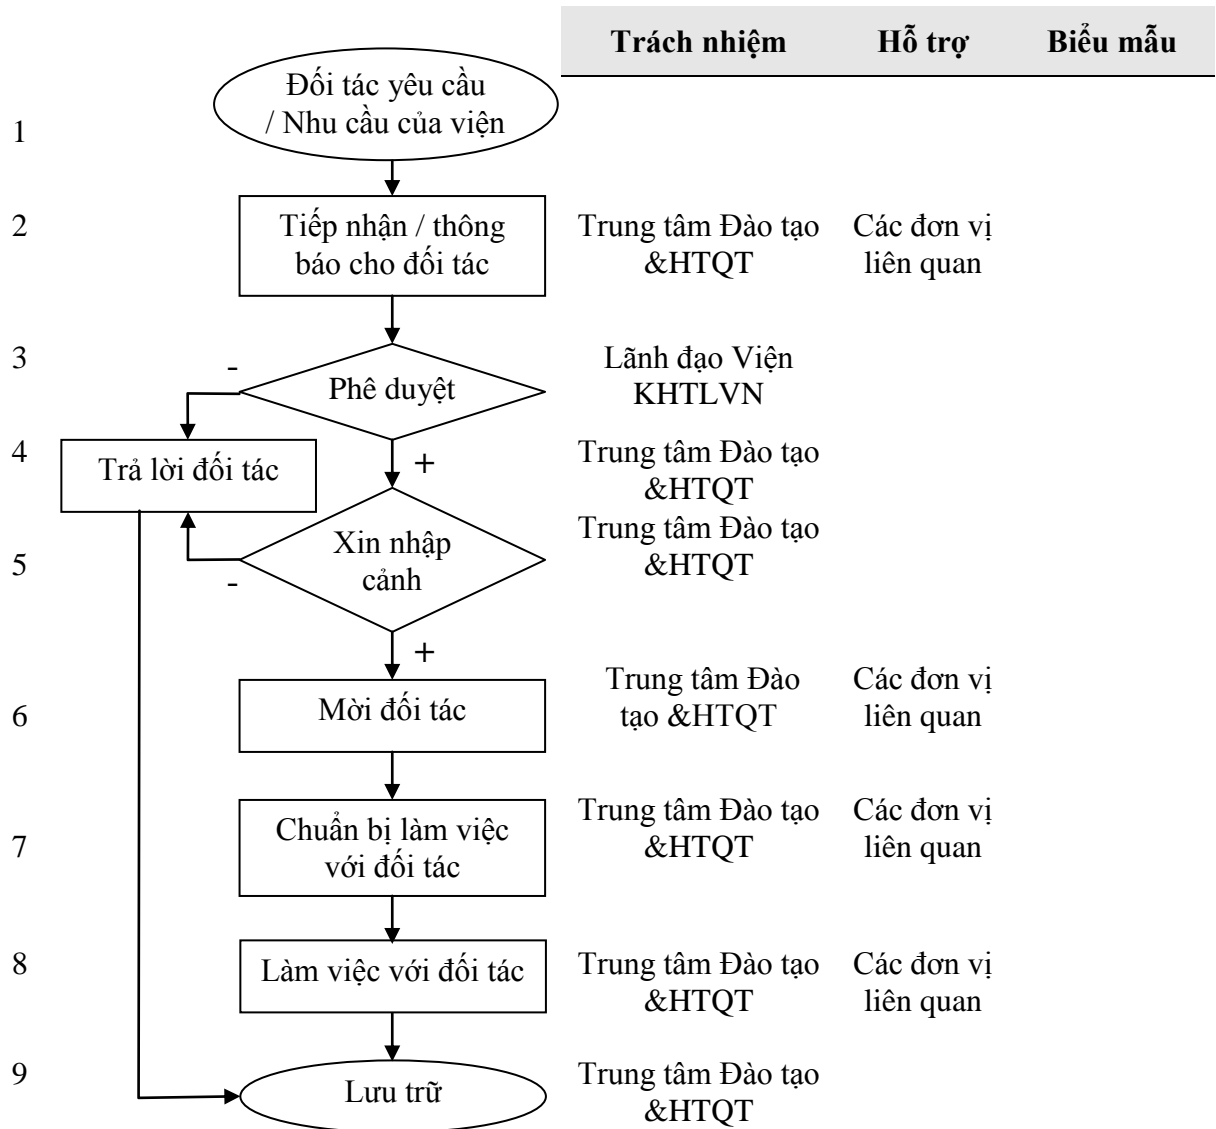 Trách nhiệm Hỗ trợ Biểu mẫu
Đối tác yêu cầu
/ Nhu cầu của viện
1
2
Tiếp nhận / thông
báo cho đối tác
Trung tâm Đào tạo
&HTQT
Các đơn vị
liên quan
3
-
Phê duyệt
Lãnh đạo Viện
KHTLVN
4
Trả lời đối tác
+
Trung tâm Đào tạo
&HTQT
5
Xin nhập
cảnh
-
Trung tâm Đào tạo
&HTQT
+
6
Mời đối tác
Trung tâm Đào
tạo &HTQT
Các đơn vị
liên quan
7
Chuẩn bị làm việc
với đối tác
Trung tâm Đào tạo
&HTQT
Các đơn vị
liên quan
8
Làm việc với đối tác
Trung tâm Đào tạo
&HTQT
Các đơn vị
liên quan
9
Lưu trữ
Trung tâm Đào tạo
&HTQT